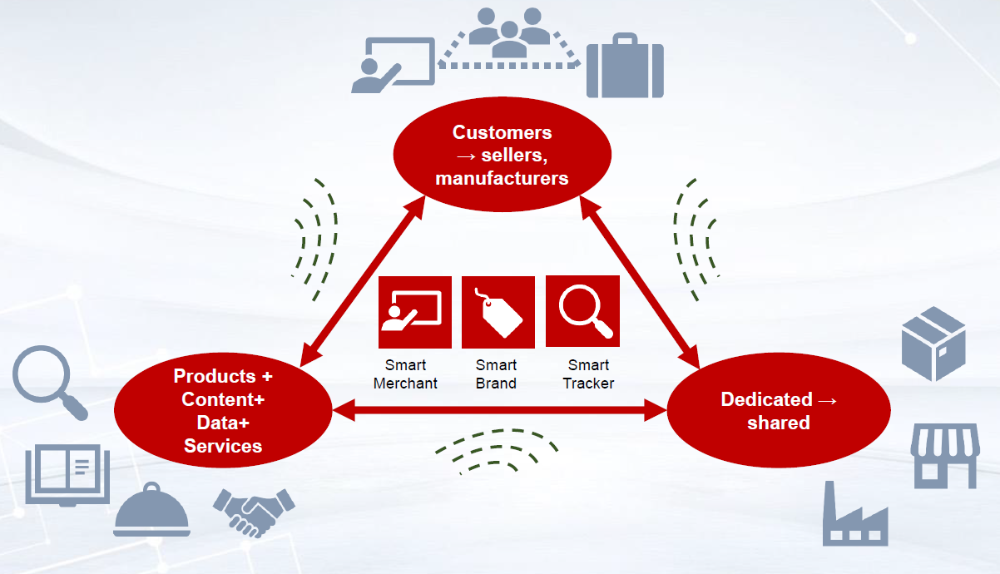 Customers
→ sellers,
manufacturers
Smart
Merchant
Smart
Brand
Smart
Tracker
Products +
Content+
Data+
Services
Dedicated →
shared